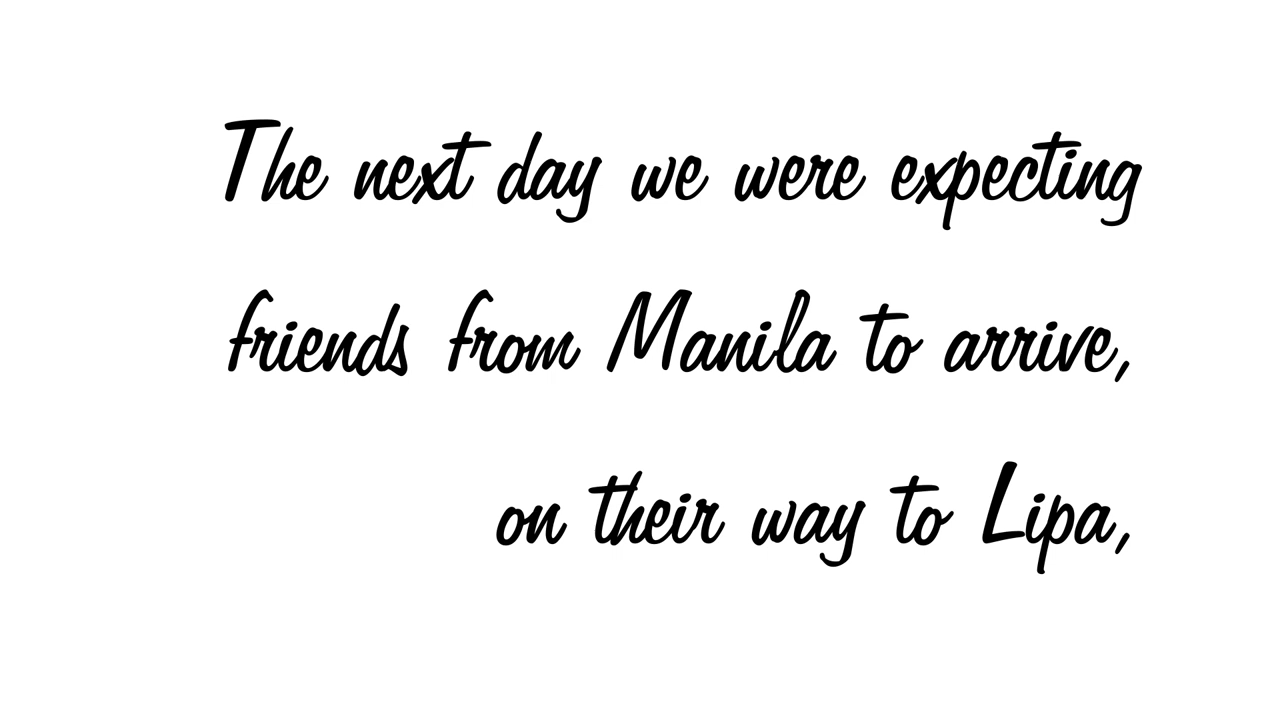 The next day we were expecting
friends from Manila to arrive,
on their way to Lipa,